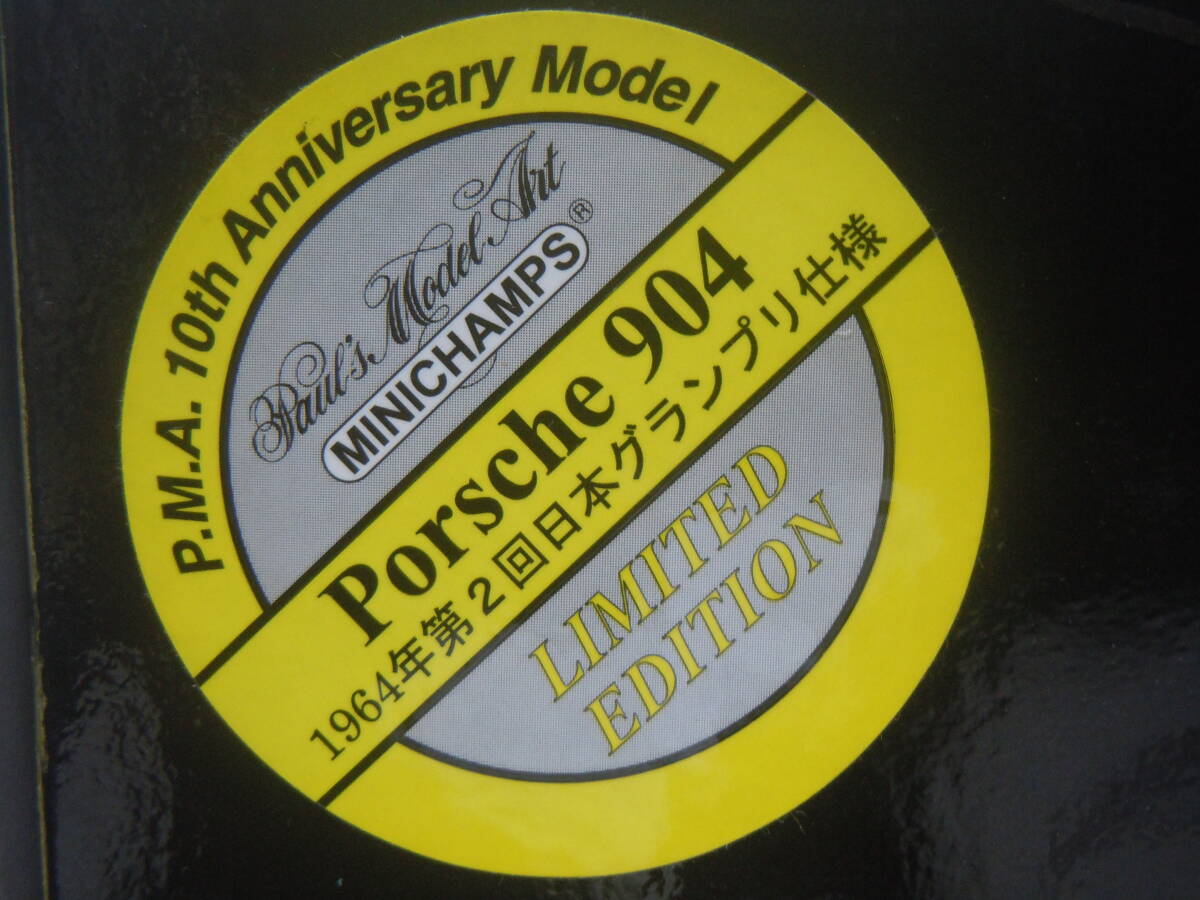 P.M.A. 10th Anniversary Model
Paul's Model Art
MINICHAMPS®
Porsche 904
1964年第2回日本グランプリ仕様
LIMITED
EDITION